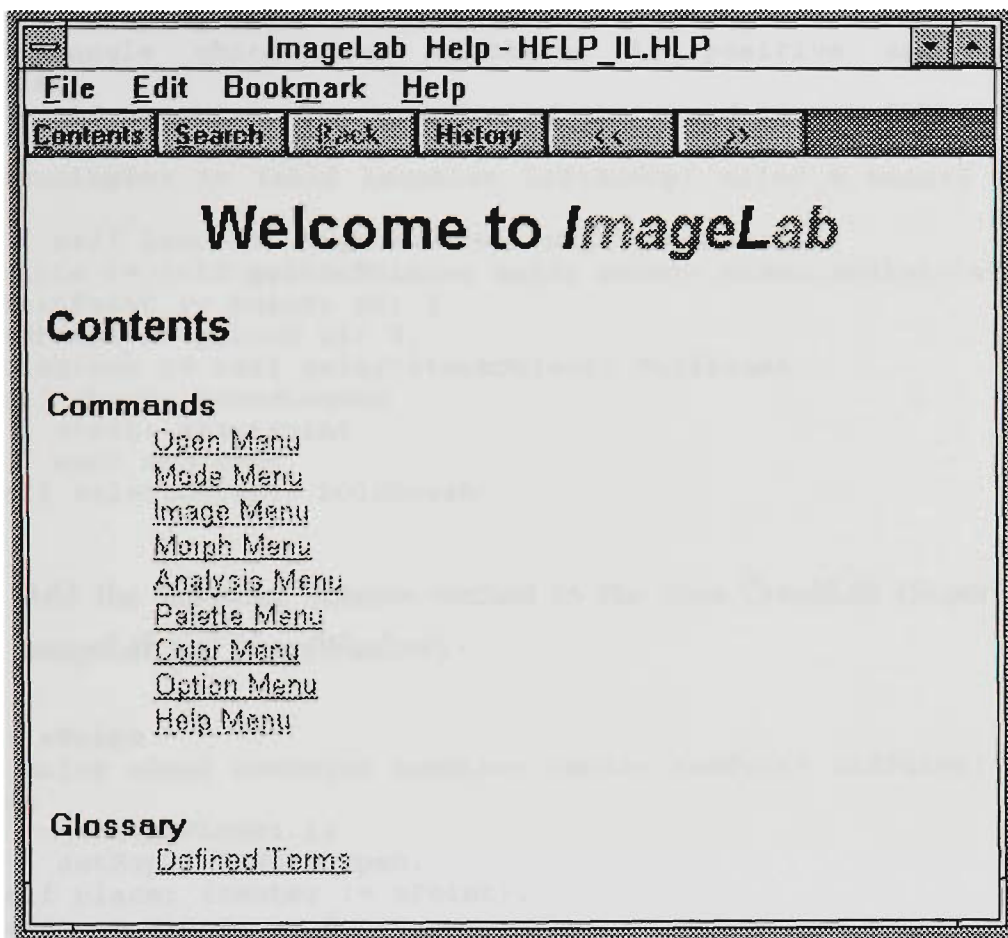 ImageLab Help - HELP_IL.HLP
File Edit Bookmark Help
Contents Search Back History << >>
Welcome to ImageLab
Contents
Commands
Open Menu
Mode Menu
Image Menu
Morph Menu
Analysis Menu
Palette Menu
Color Menu
Option Menu
Help Menu
Glossary
Defined Terms